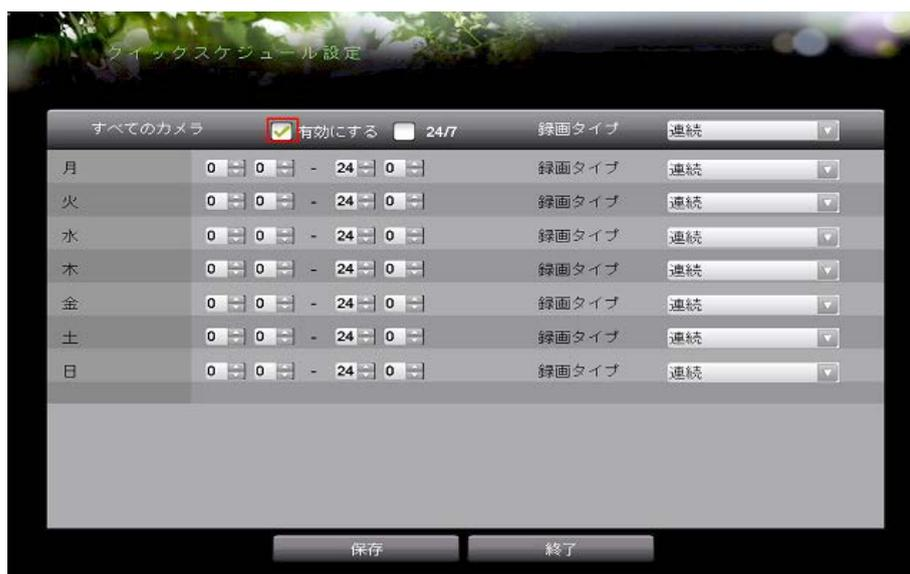 クイックスケジュール設定
すべてのカメラ 有効にする 24/7 録画タイプ 連続
月 0 0 - 24 0 録画タイプ 連続
火 0 0 - 24 0 録画タイプ 連続
水 0 0 - 24 0 録画タイプ 連続
木 0 0 - 24 0 録画タイプ 連続
金 0 0 - 24 0 録画タイプ 連続
土 0 0 - 24 0 録画タイプ 連続
日 0 0 - 24 0 録画タイプ 連続
保存 終了